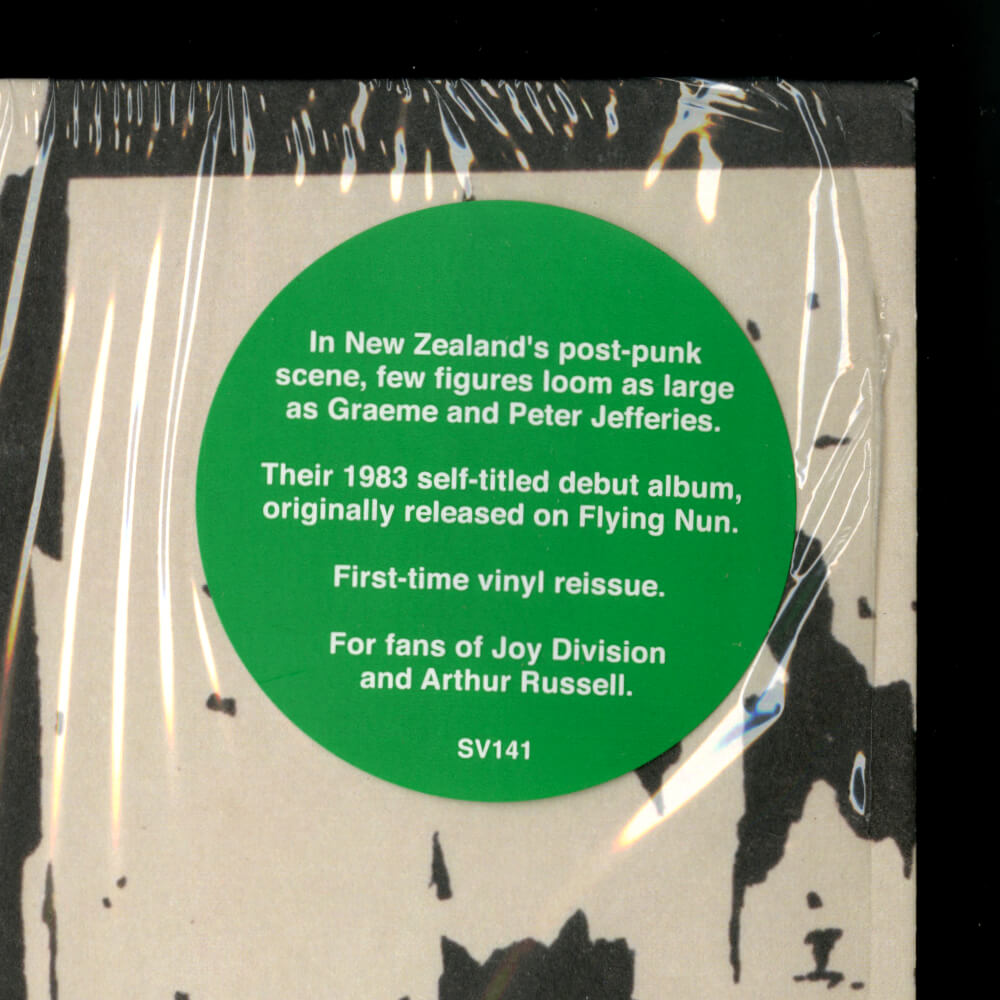 In New Zealand's post-punk
scene, few figures loom as large
as Graeme and Peter Jefferies.
Their 1983 self-titled debut album,
originally released on Flying Nun.
First-time vinyl reissue.
For fans of Joy Division
and Arthur Russell.
SV141